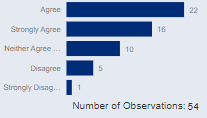 Agree 22
Strongly Agree 16
Neither Agree ... 10
Disagree 5
Strongly Disag... 1
Number of Observations: 54